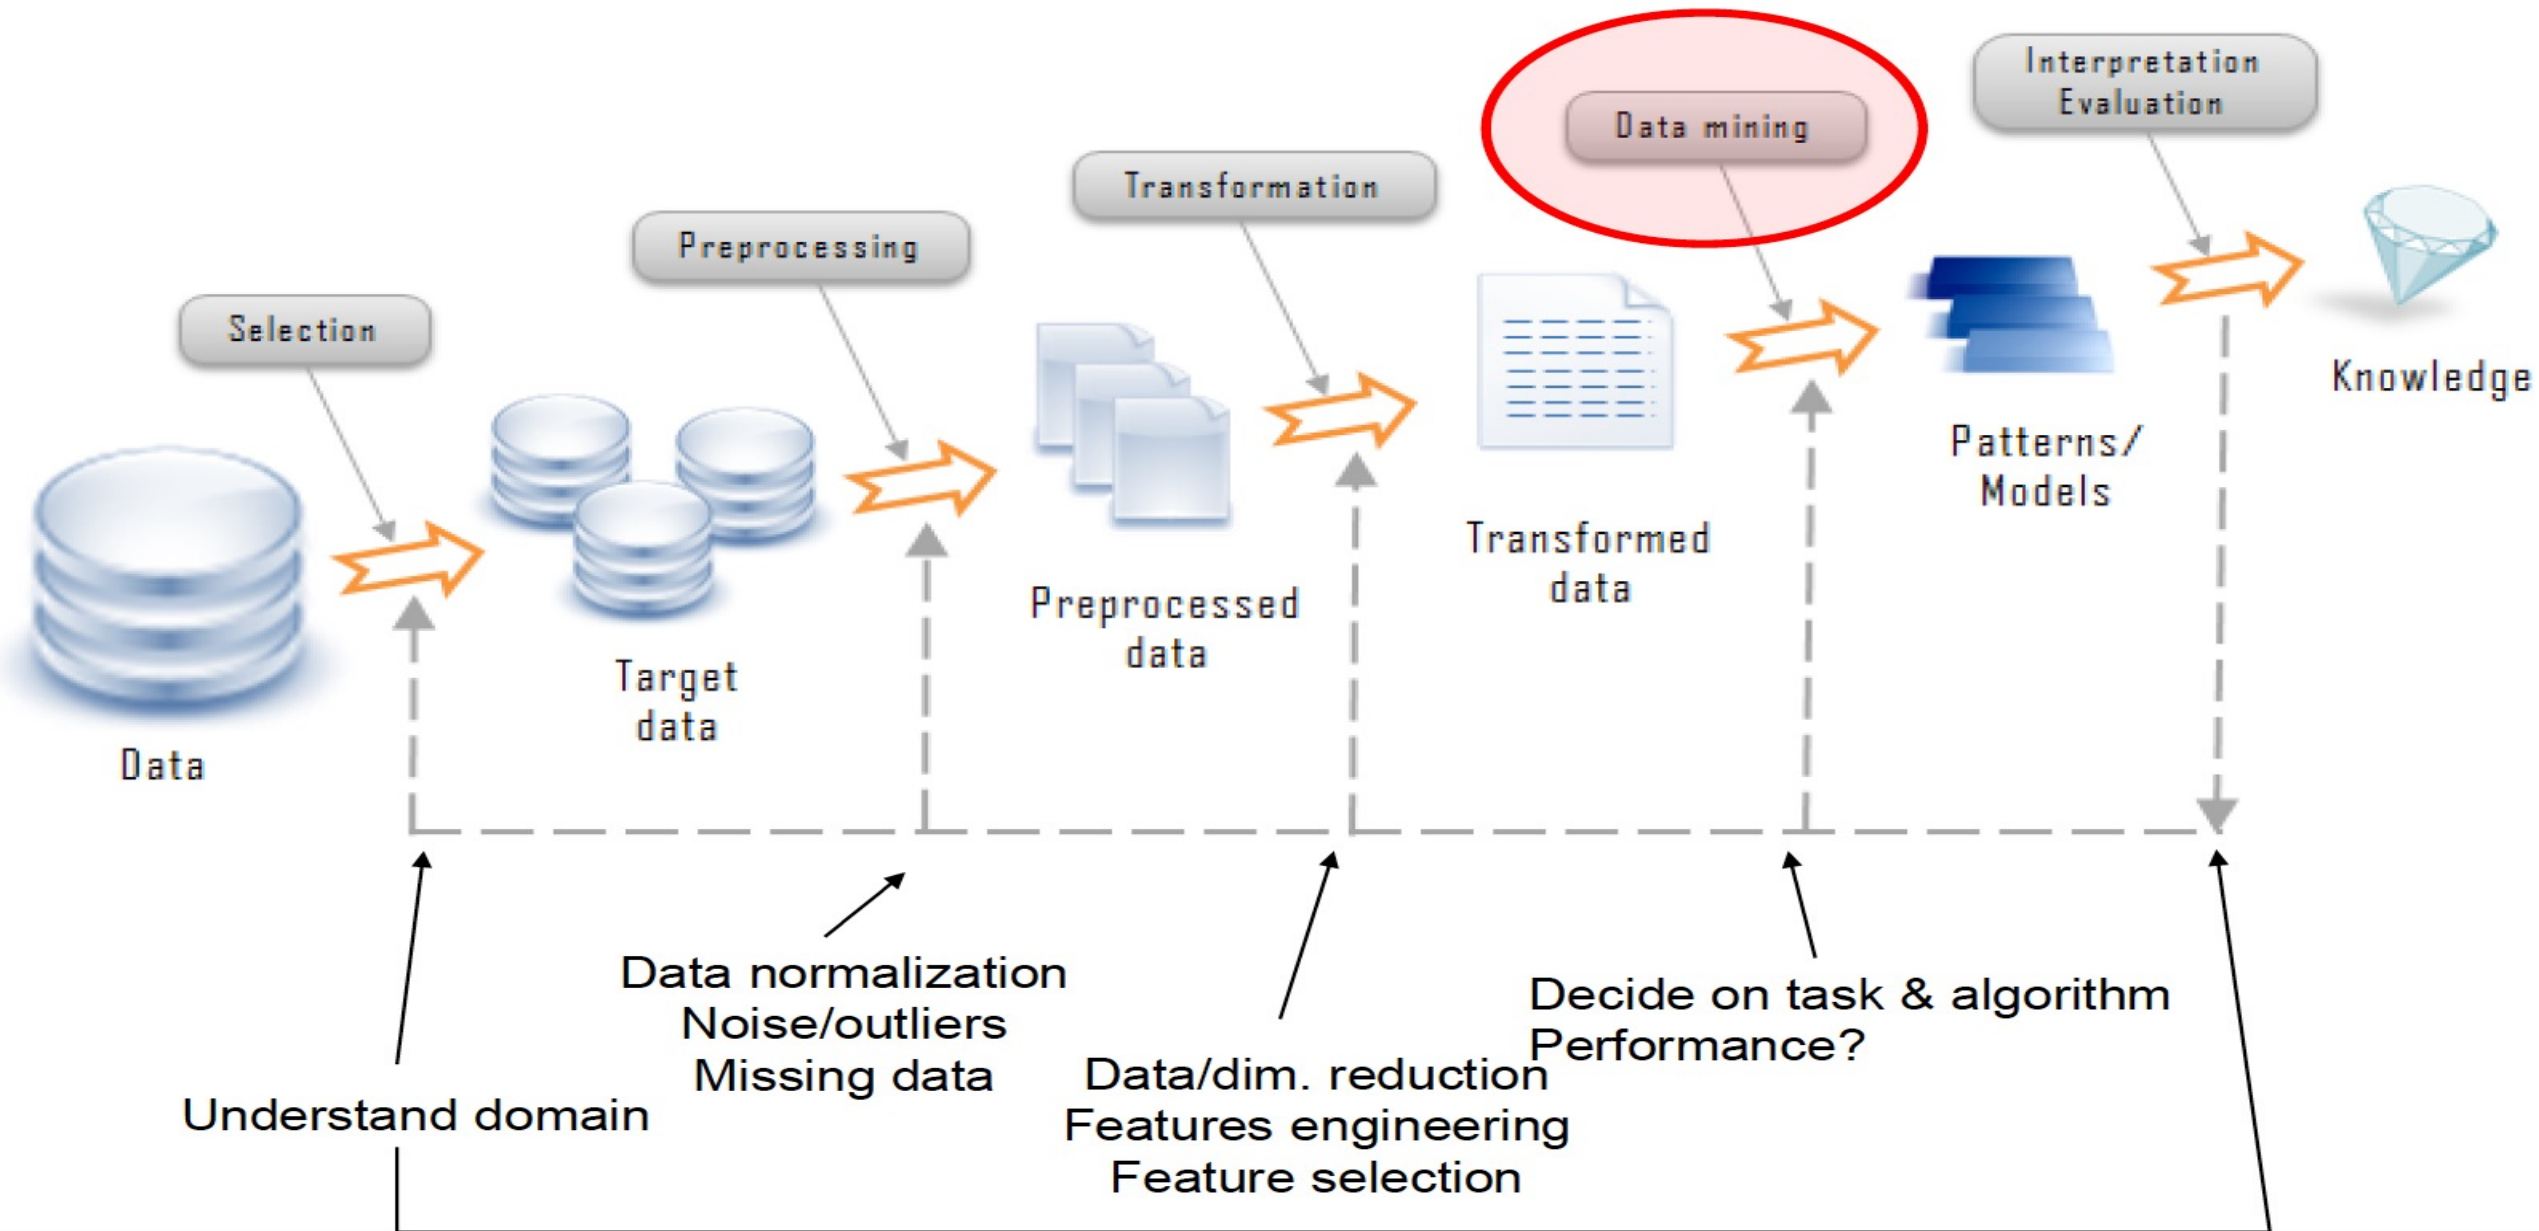 Interpretation
Evaluation
Data mining
Transformation
Preprocessing
Selection
Knowledge
Patterns/
Models
Transformed
data
Preprocessed
data
Target
data
Data
Understand domain
Data normalization
Noise/outliers
Missing data
Data/dim. reduction
Features engineering
Feature selection
Decide on task & algorithm
Performance?